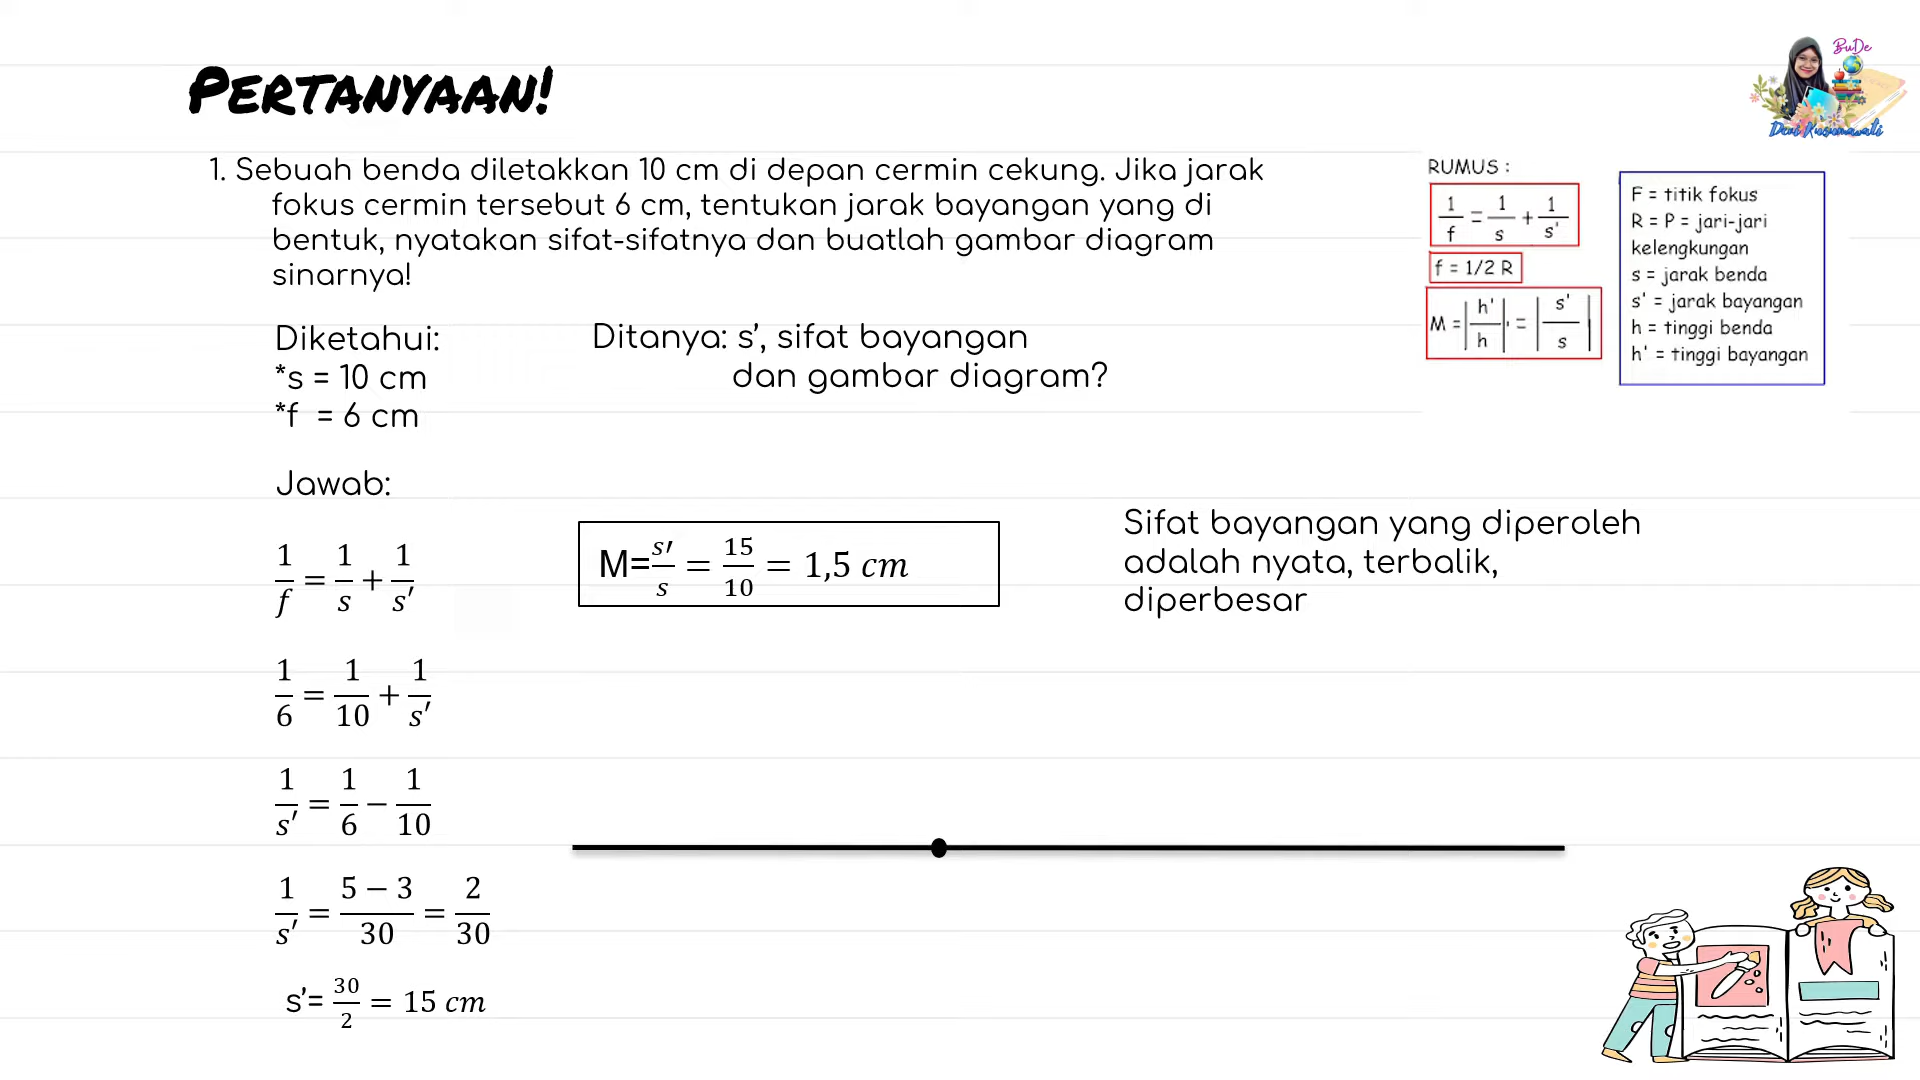 PERTANYAAN!
BuDe
Devi Kusumawati
1. Sebuah benda diletakkan 10 cm di depan cermin cekung. Jika jarak
fokus cermin tersebut 6 cm, tentukan jarak bayangan yang di
bentuk, nyatakan sifat-sifatnya dan buatlah gambar diagram
sinarnya!
RUMUS :
1/f = 1/s + 1/s'
f = 1/2 R
M = |h'/h| = |s'/s|
F = titik fokus
R = P = jari-jari
kelengkungan
s = jarak benda
s' = jarak bayangan
h = tinggi benda
h' = tinggi bayangan
Diketahui:
*s = 10 cm
*f = 6 cm
Ditanya: s’, sifat bayangan
dan gambar diagram?
Jawab:
1/f = 1/s + 1/s′
1/6 = 1/10 + 1/s′
1/s′ = 1/6 − 1/10
1/s′ = (5 − 3)/30 = 2/30
s’= 30/2 = 15 cm
M= s′/s = 15/10 = 1,5 cm
Sifat bayangan yang diperoleh
adalah nyata, terbalik,
diperbesar